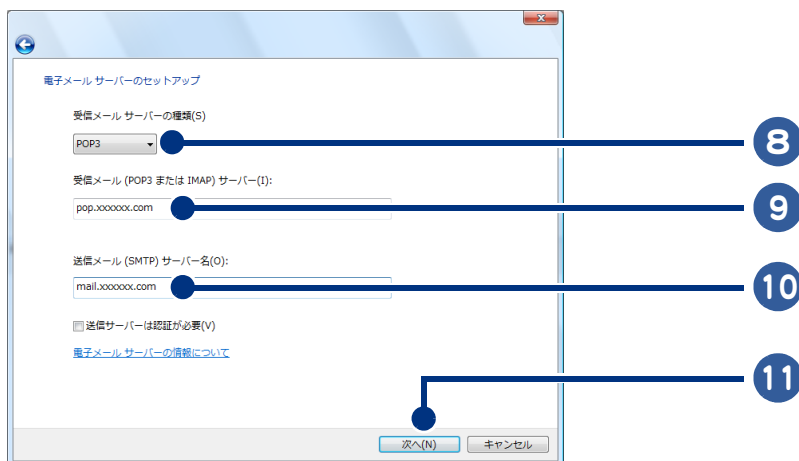 電子メール サーバーのセットアップ
受信メール サーバーの種類(S)
POP3
8
受信メール (POP3 または IMAP) サーバー(I):
pop.xxxxxx.com
9
送信メール (SMTP) サーバー名(O):
mail.xxxxxx.com
10
送信サーバーは認証が必要(V)
電子メール サーバーの情報について
11
次へ(N) キャンセル